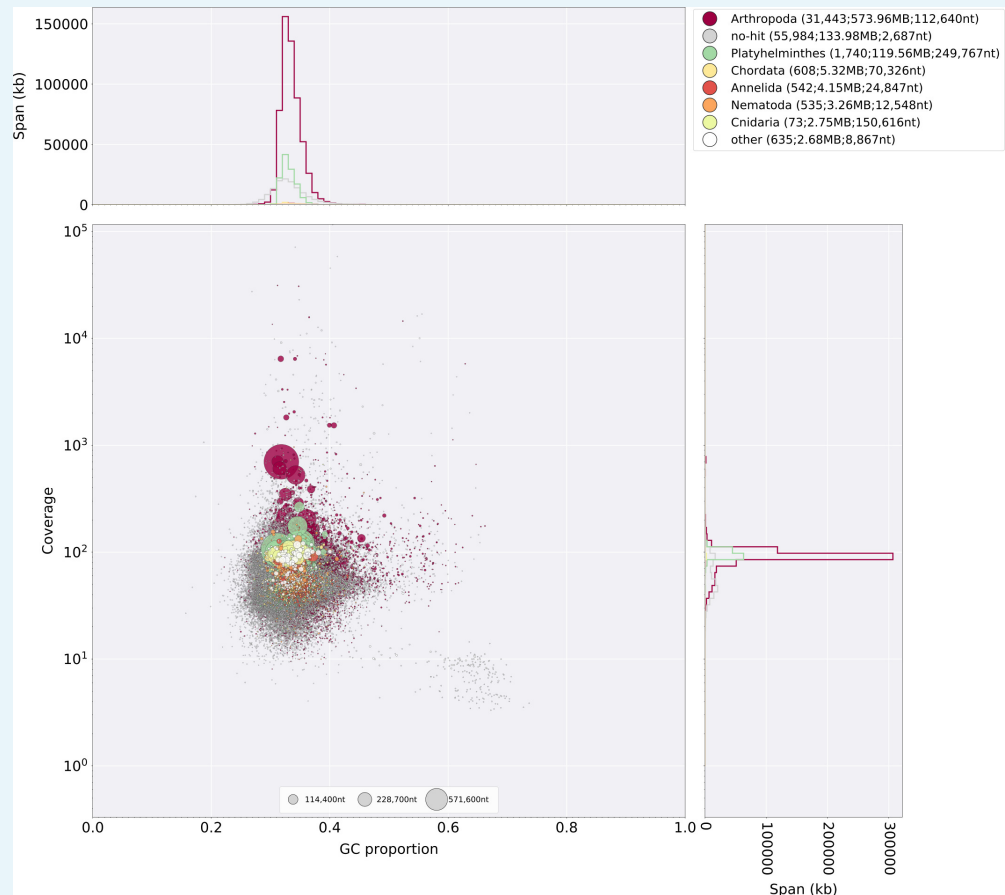 150000
100000
50000
0
Span (kb)
Arthropoda (31,443;573.96MB;112,640nt)
no-hit (55,984;133.98MB;2,687nt)
Platyhelminthes (1,740;119.56MB;249,767nt)
Chordata (608;5.32MB;70,326nt)
Annelida (542;4.15MB;24,847nt)
Nematoda (535;3.26MB;12,548nt)
Cnidaria (73;2.75MB;150,616nt)
other (635;2.68MB;8,867nt)
10^5
10^4
10^3
10^2
10^1
10^0
Coverage
114,400nt 228,700nt 571,600nt
0.0 0.2 0.4 0.6 0.8 1.0
GC proportion
0 100000 200000 300000
Span (kb)